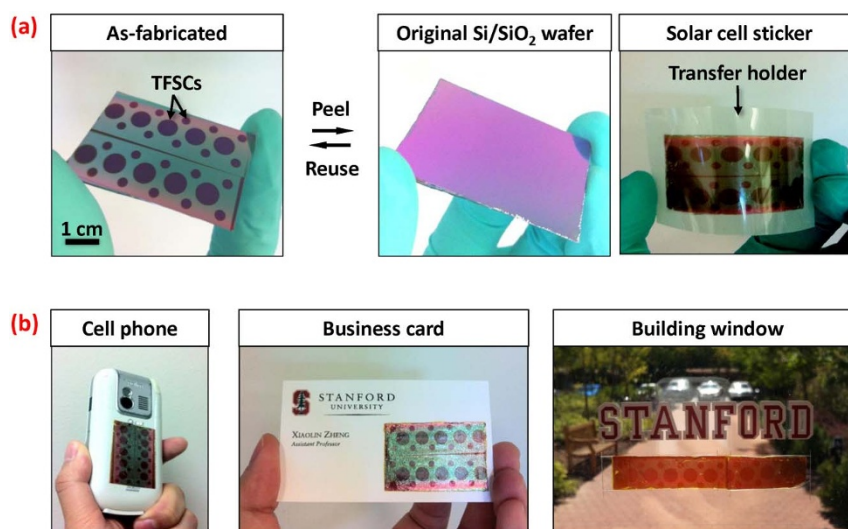 (a)
As-fabricated
Original Si/SiO₂ wafer
Solar cell sticker
TFSCs
Peel
Reuse
Transfer holder
1 cm
(b)
Cell phone
Business card
Building window
S
STANFORD
UNIVERSITY
XIAOLIN ZHENG
Assistant Professor
STANFORD